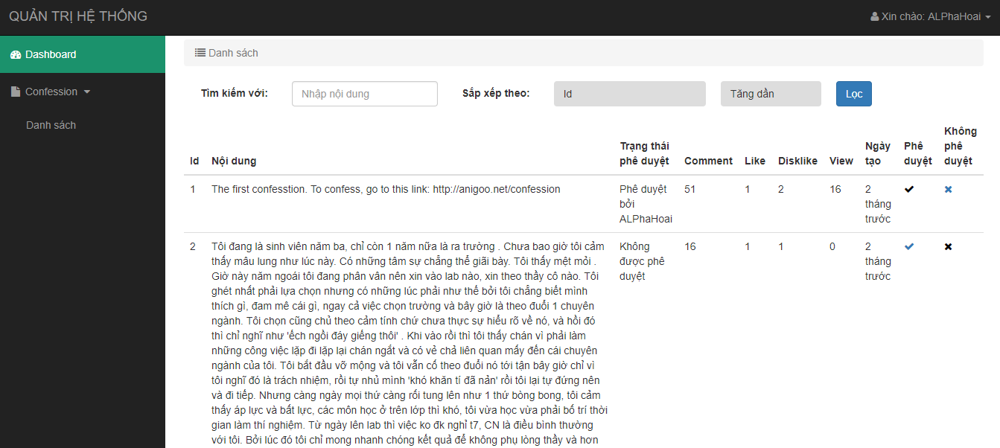 QUẢN TRỊ HỆ THỐNG
Xin chào: ALPhaHoai
Dashboard
Confession
Danh sách
Danh sách
Tìm kiếm với:
Nhập nội dung
Sắp xếp theo:
Id
Tăng dần
Lọc
Id
Nội dung
Trạng thái
phê duyệt
Comment
Like
Disklike
View
Ngày
tạo
Phê
duyệt
Không
phê
duyệt
1
The first confesstion. To confess, go to this link: http://anigoo.net/confession
Phê duyệt
bởi
ALPhaHoai
51
1
2
16
2
tháng
trước
2
Tôi đang là sinh viên năm ba, chỉ còn 1 năm nữa là ra trường . Chưa bao giờ tôi cảm
thấy mâu lung như lúc này. Có những tâm sự chẳng thể giãi bày. Tôi thấy mệt mỏi .
Giờ này năm ngoái tôi đang phân vân nên xin vào lab nào, xin theo thầy cô nào. Tôi
ghét nhất phải lựa chọn nhưng có những lúc phải như thế bởi tôi chẳng biết mình
thích gì, đam mê cái gì, ngay cả việc chọn trường và bây giờ là theo đuổi 1 chuyên
ngành. Tôi chọn cũng chủ theo cảm tính chứ chưa thực sự hiểu rõ về nó, và hồi đó
thì chỉ nghĩ như 'ếch ngồi đáy giếng thôi' . Khi vào rồi thì tôi thấy chán vì phải làm
những công việc lặp đi lặp lại chán ngắt và có vẻ chả liên quan mấy đến cái chuyên
ngành của tôi. Tôi bắt đầu vỡ mộng và tôi vẫn cố theo đuổi nó tới tận bây giờ chỉ vì
tôi nghĩ đó là trách nhiệm, rồi tự nhủ mình 'khó khăn tí đã nản' rồi tôi lại tự đứng nên
và đi tiếp. Nhưng càng ngày mọi thứ càng rối tung lên như 1 thứ bòng bong, tôi cảm
thấy áp lực và bất lực, các môn học ở trên lớp thì khó, tôi vừa học vừa phải bố trí thời
gian làm thí nghiệm. Từ ngày lên lab thì việc ko đk nghỉ t7, CN là điều bình thường
với tôi. Bởi lúc đó tôi chỉ mong nhanh chóng kết quả để không phụ lòng thầy và hơn
Không
được phê
duyệt
16
1
1
0
2
tháng
trước